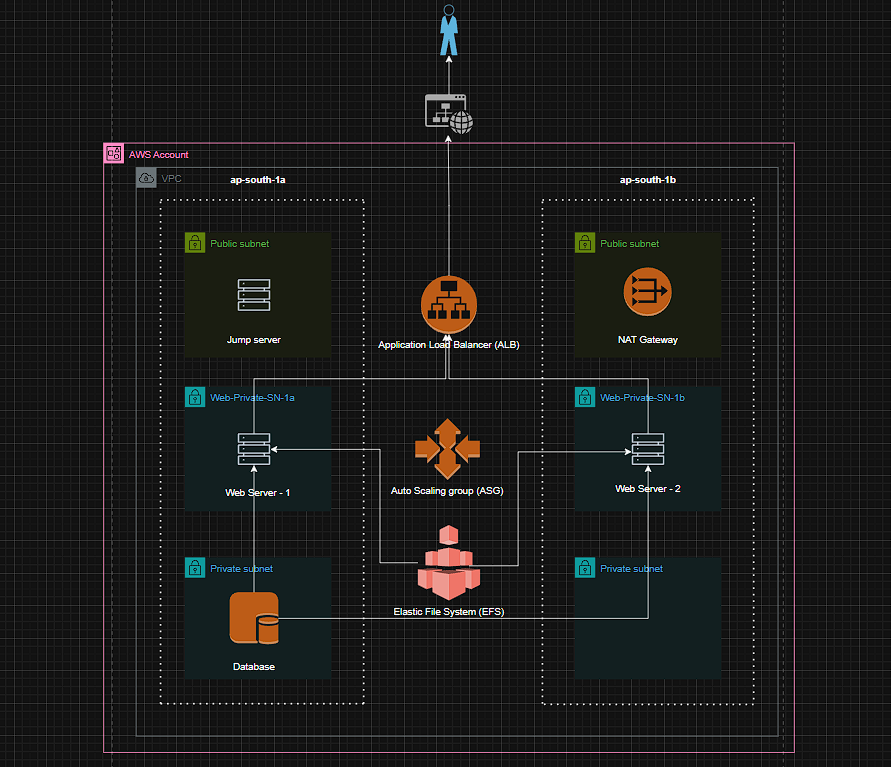 AWS Account
VPC
ap-south-1a
ap-south-1b
Public subnet
Public subnet
Jump server
Application Load Balancer (ALB)
NAT Gateway
Web-Private-SN-1a
Web-Private-SN-1b
Web Server - 1
Auto Scaling group (ASG)
Web Server - 2
Private subnet
Private subnet
Elastic File System (EFS)
Database